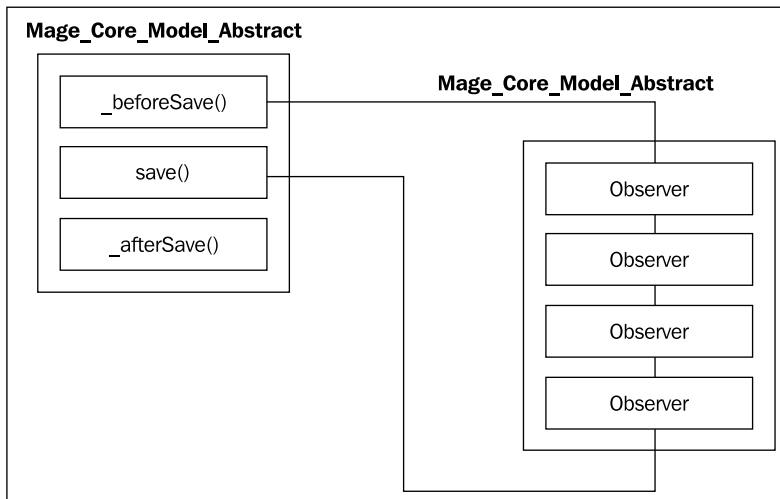 Mage_Core_Model_Abstract
_beforeSave()
save()
_afterSave()
Mage_Core_Model_Abstract
Observer
Observer
Observer
Observer